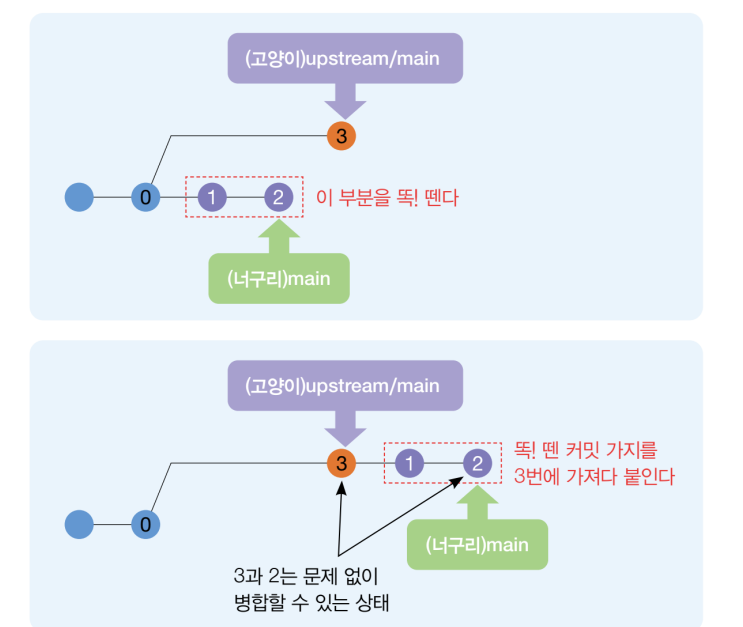 (고양이)upstream/main
3
0
1
2
이 부분을 똑! 뗀다
(너구리)main
(고양이)upstream/main
3
1
2
똑! 뗀 커밋 가지를
3번에 가져다 붙인다
0
(너구리)main
3과 2는 문제 없이
병합할 수 있는 상태